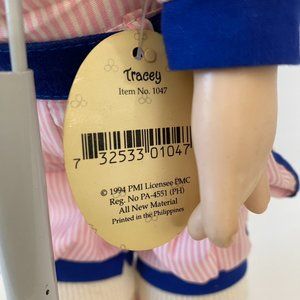 Tracey
Item No. 1047
7 32533 01047
© 1994 PMI Licensee EMC
Reg. No PA-4551 (PH)
All New Material
Printed in the Philippines